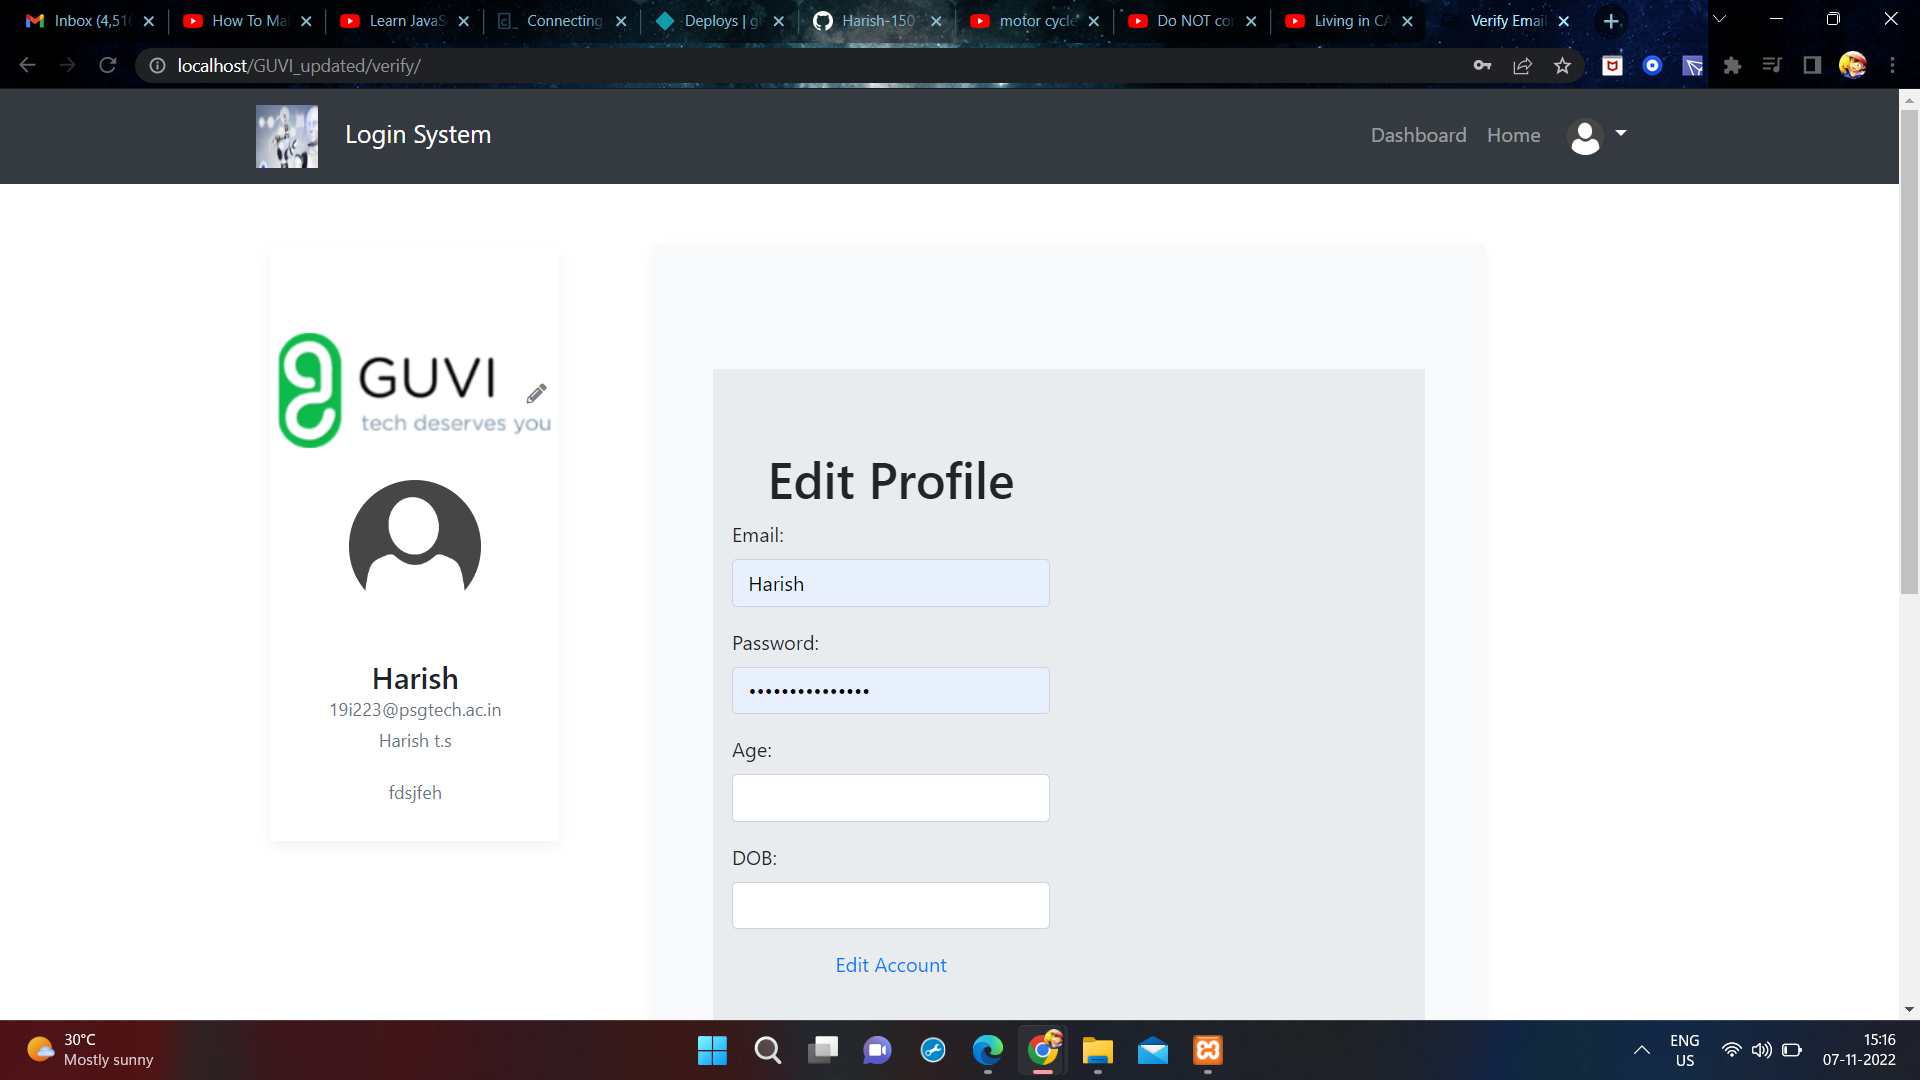 Inbox (4,51
How To Ma
Learn JavaS
Connecting
Deploys | g
Harish-150
motor cycle
Do NOT co
Living in CA
Verify Email
localhost/GUVI_updated/verify/
Login System
Dashboard
Home
GUVI
tech deserves you
Harish
19i223@psgtech.ac.in
Harish t.s
fdsjfeh
Edit Profile
Email:
Harish
Password:
•••••••••••••••
Age:
DOB:
Edit Account
30°C
Mostly sunny
ENG
US
15:16
07-11-2022